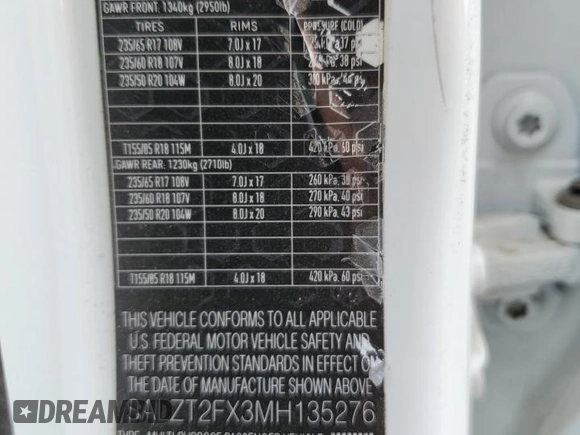 GAWR FRONT: 1340kg (2950lb)
TIRES RIMS PRESSURE (COLD)
235/65 R17 108V 7.0J x 17 37 psi
235/60 R18 107V 8.0J x 18 38 psi
235/50 R20 104W 8.0J x 20
T155/85 R18 115M 4.0J x 18 420 kPa, 60 psi
GAWR REAR: 1230kg (2710lb)
235/65 R17 108V 7.0J x 17 260 kPa, 38 psi
235/60 R18 107V 8.0J x 18 270 kPa, 40 psi
235/50 R20 104W 8.0J x 20 290 kPa, 43 psi
T155/85 R18 115M 4.0J x 18 420 kPa, 60 psi
THIS VEHICLE CONFORMS TO ALL APPLICABLE
U.S. FEDERAL MOTOR VEHICLE SAFETY AND
THEFT PREVENTION STANDARDS IN EFFECT ON
THE DATE OF MANUFACTURE SHOWN ABOVE.
ZT2FX3MH135276
DREAMBID